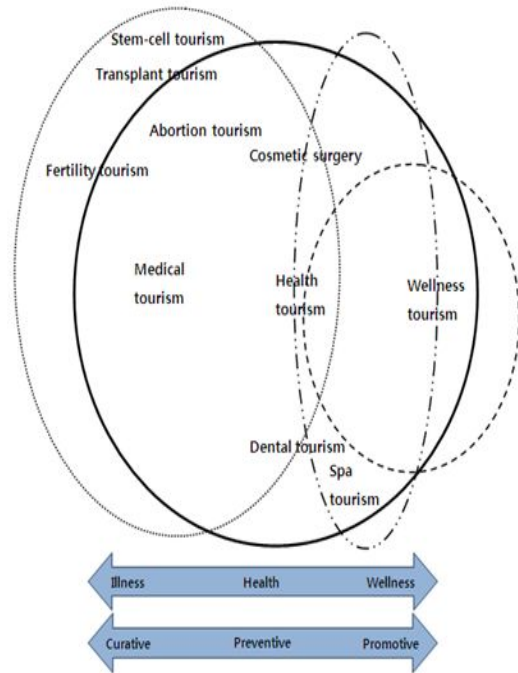 Stem-cell tourism
Transplant tourism
Abortion tourism
Cosmetic surgery
Fertility tourism
Medical
tourism
Health
tourism
Wellness
tourism
Dental tourism
Spa
tourism
Illness Health Wellness
Curative Preventive Promotive